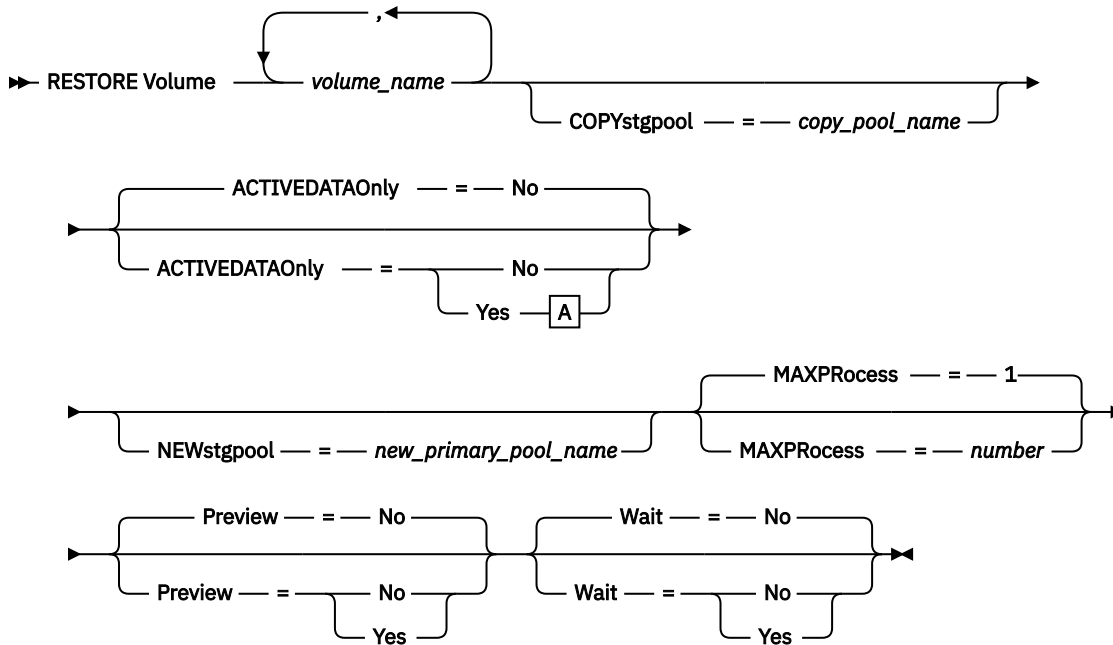 ,
RESTORE Volume volume_name
COPYstgpool = copy_pool_name
ACTIVEDATAOnly = No
ACTIVEDATAOnly = No
Yes A
MAXPRocess = 1
NEWstgpool = new_primary_pool_name MAXPRocess = number
Preview = No Wait = No
Preview = No Wait = No
Yes Yes